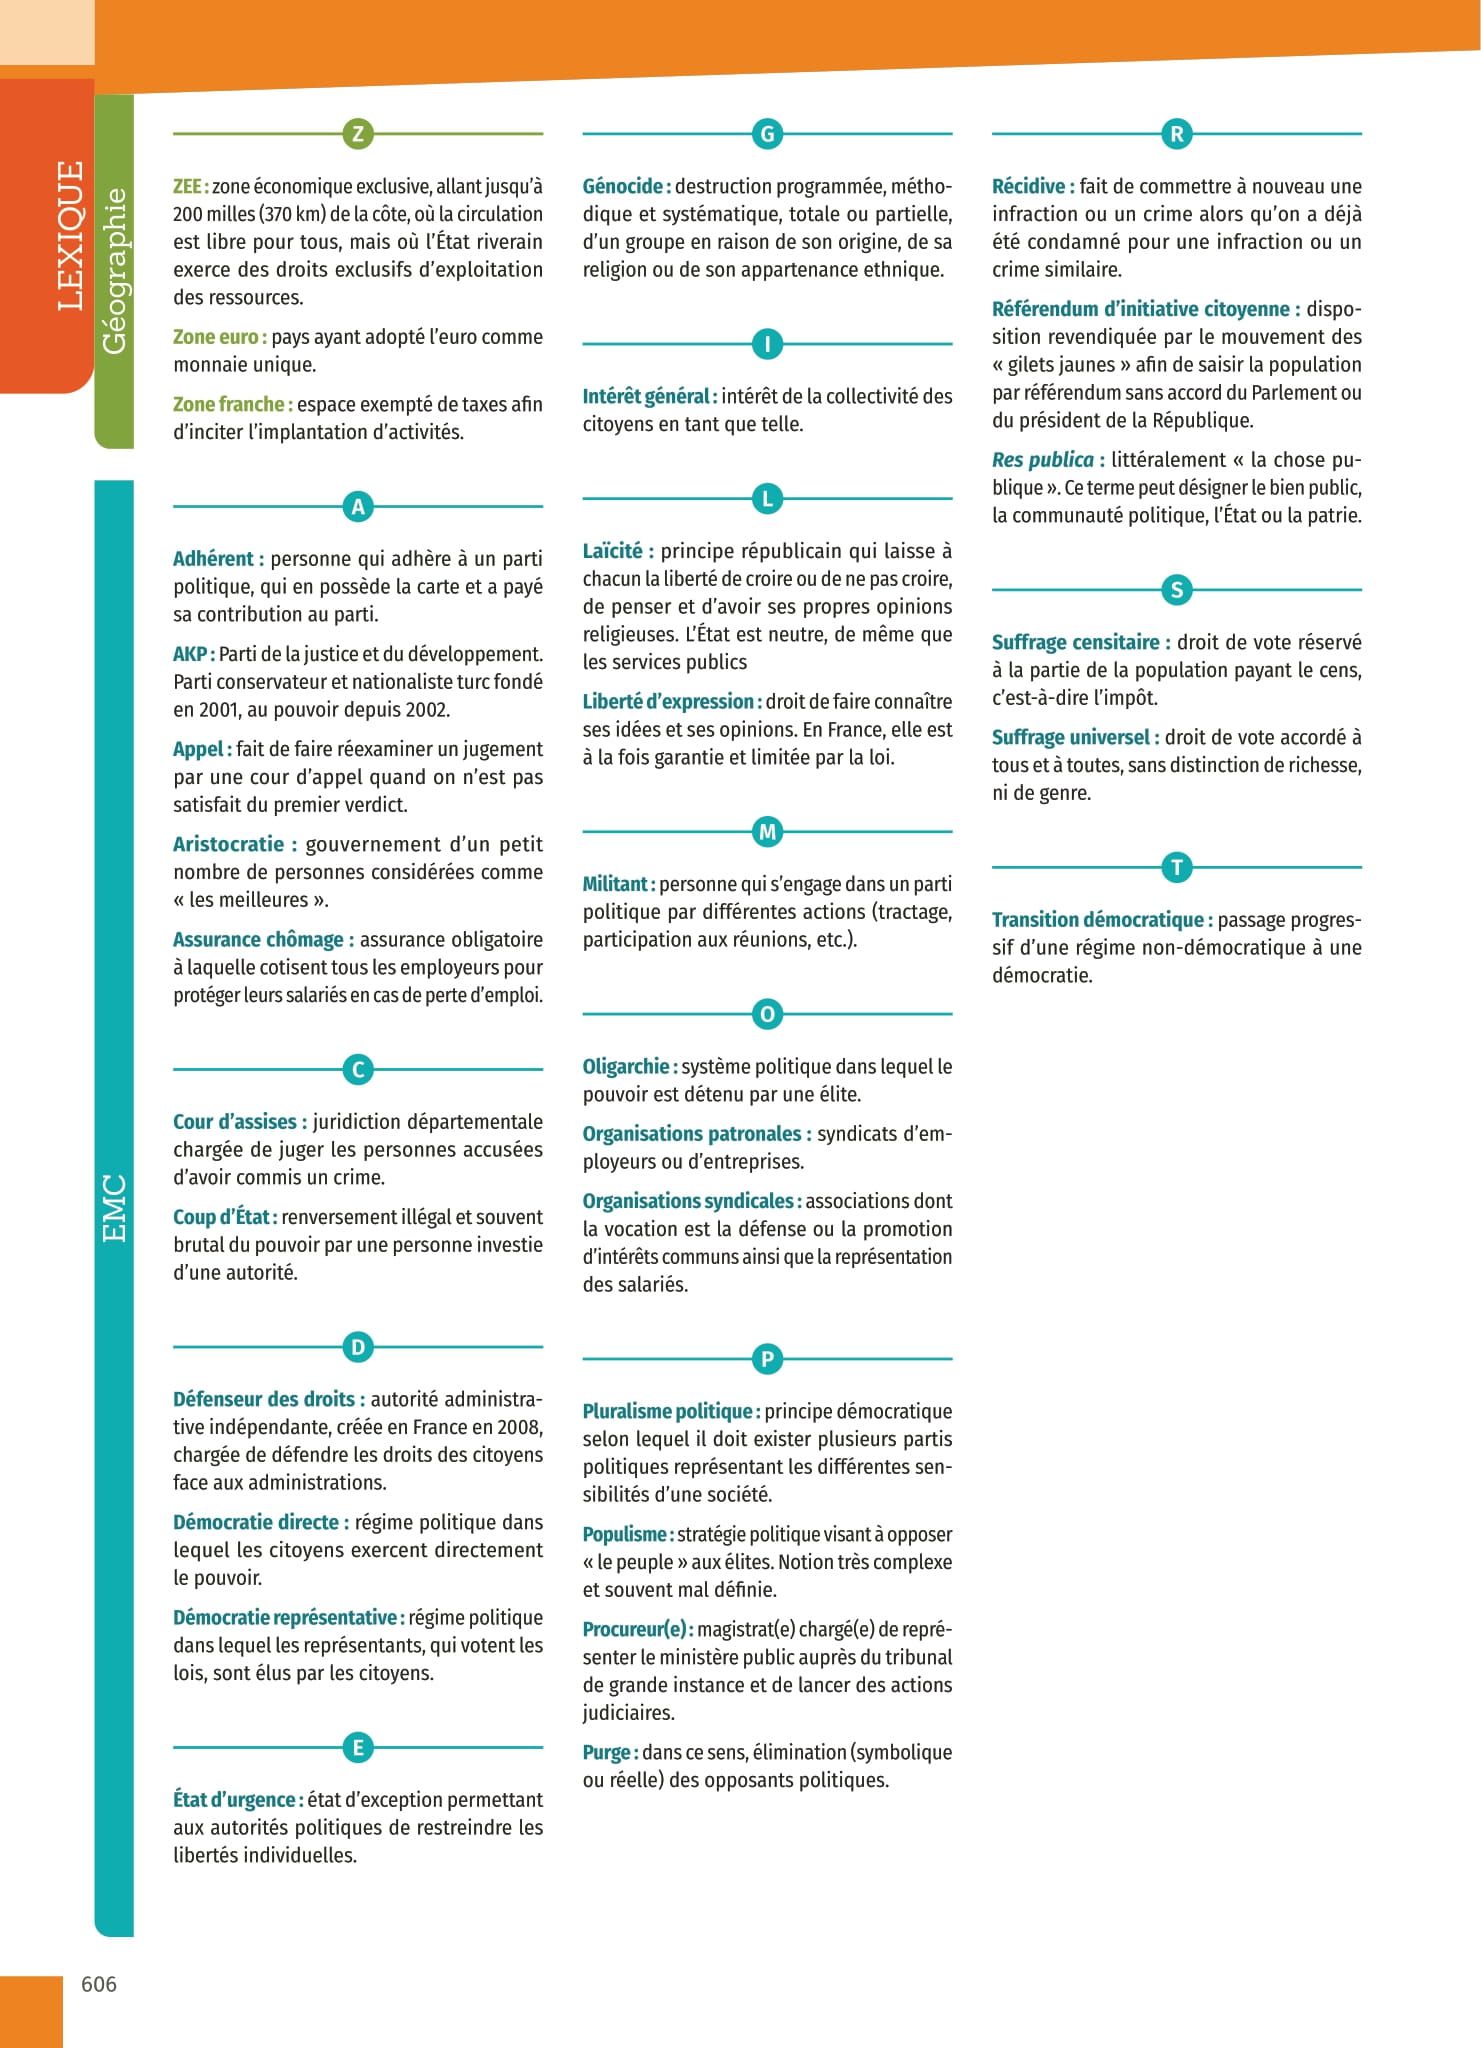 LEXIQUE
Géographie
Z
ZEE : zone économique exclusive, allant jusqu’à
200 milles (370 km) de la côte, où la circulation
est libre pour tous, mais où l’État riverain
exerce des droits exclusifs d’exploitation
des ressources.
Zone euro : pays ayant adopté l’euro comme
monnaie unique.
Zone franche : espace exempté de taxes afin
d’inciter l’implantation d’activités.
EMC
A
Adhérent : personne qui adhère à un parti
politique, qui en possède la carte et a payé
sa contribution au parti.
AKP : Parti de la justice et du développement.
Parti conservateur et nationaliste turc fondé
en 2001, au pouvoir depuis 2002.
Appel : fait de faire réexaminer un jugement
par une cour d’appel quand on n’est pas
satisfait du premier verdict.
Aristocratie : gouvernement d’un petit
nombre de personnes considérées comme
« les meilleures ».
Assurance chômage : assurance obligatoire
à laquelle cotisent tous les employeurs pour
protéger leurs salariés en cas de perte d’emploi.
C
Cour d’assises : juridiction départementale
chargée de juger les personnes accusées
d’avoir commis un crime.
Coup d’État : renversement illégal et souvent
brutal du pouvoir par une personne investie
d’une autorité.
D
Défenseur des droits : autorité administra-
tive indépendante, créée en France en 2008,
chargée de défendre les droits des citoyens
face aux administrations.
Démocratie directe : régime politique dans
lequel les citoyens exercent directement
le pouvoir.
Démocratie représentative : régime politique
dans lequel les représentants, qui votent les
lois, sont élus par les citoyens.
E
État d’urgence : état d’exception permettant
aux autorités politiques de restreindre les
libertés individuelles.
G
Génocide : destruction programmée, métho-
dique et systématique, totale ou partielle,
d’un groupe en raison de son origine, de sa
religion ou de son appartenance ethnique.
I
Intérêt général : intérêt de la collectivité des
citoyens en tant que telle.
L
Laïcité : principe républicain qui laisse à
chacun la liberté de croire ou de ne pas croire,
de penser et d’avoir ses propres opinions
religieuses. L’État est neutre, de même que
les services publics
Liberté d’expression : droit de faire connaître
ses idées et ses opinions. En France, elle est
à la fois garantie et limitée par la loi.
M
Militant : personne qui s’engage dans un parti
politique par différentes actions (tractage,
participation aux réunions, etc.).
O
Oligarchie : système politique dans lequel le
pouvoir est détenu par une élite.
Organisations patronales : syndicats d’em-
ployeurs ou d’entreprises.
Organisations syndicales : associations dont
la vocation est la défense ou la promotion
d’intérêts communs ainsi que la représentation
des salariés.
P
Pluralisme politique : principe démocratique
selon lequel il doit exister plusieurs partis
politiques représentant les différentes sen-
sibilités d’une société.
Populisme : stratégie politique visant à opposer
« le peuple » aux élites. Notion très complexe
et souvent mal définie.
Procureur(e) : magistrat(e) chargé(e) de repré-
senter le ministère public auprès du tribunal
de grande instance et de lancer des actions
judiciaires.
Purge : dans ce sens, élimination (symbolique
ou réelle) des opposants politiques.
R
Récidive : fait de commettre à nouveau une
infraction ou un crime alors qu’on a déjà
été condamné pour une infraction ou un
crime similaire.
Référendum d’initiative citoyenne : dispo-
sition revendiquée par le mouvement des
« gilets jaunes » afin de saisir la population
par référendum sans accord du Parlement ou
du président de la République.
Res publica : littéralement « la chose pu-
blique ». Ce terme peut désigner le bien public,
la communauté politique, l’État ou la patrie.
S
Suffrage censitaire : droit de vote réservé
à la partie de la population payant le cens,
c’est-à-dire l’impôt.
Suffrage universel : droit de vote accordé à
tous et à toutes, sans distinction de richesse,
ni de genre.
T
Transition démocratique : passage progres-
sif d’une régime non-démocratique à une
démocratie.
606